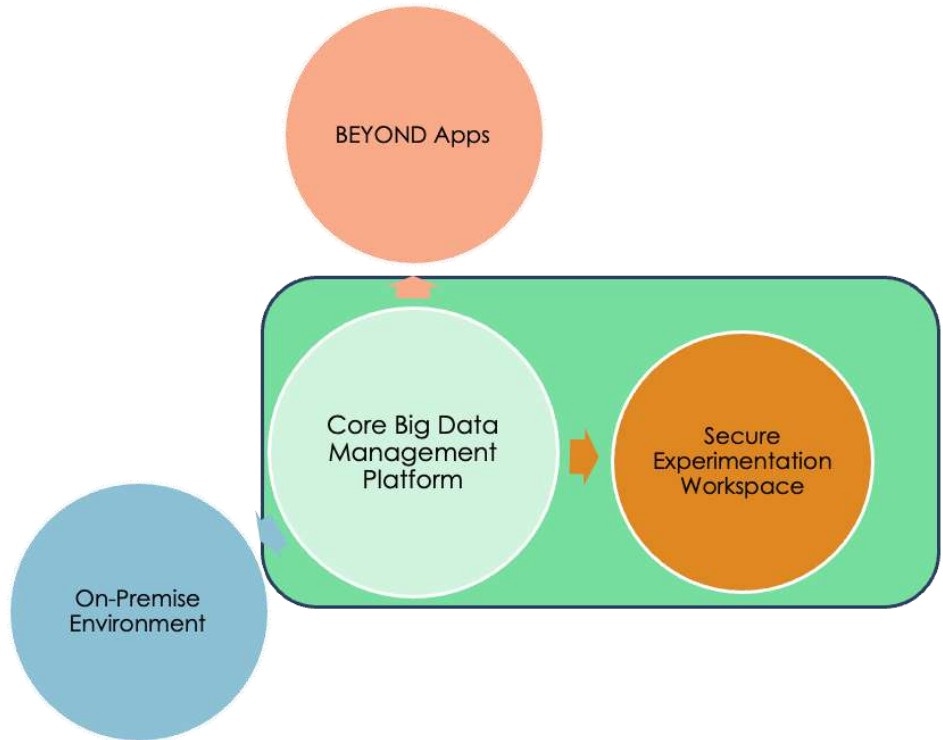 BEYOND Apps
Core Big Data
Management
Platform
Secure
Experimentation
Workspace
On-Premise
Environment